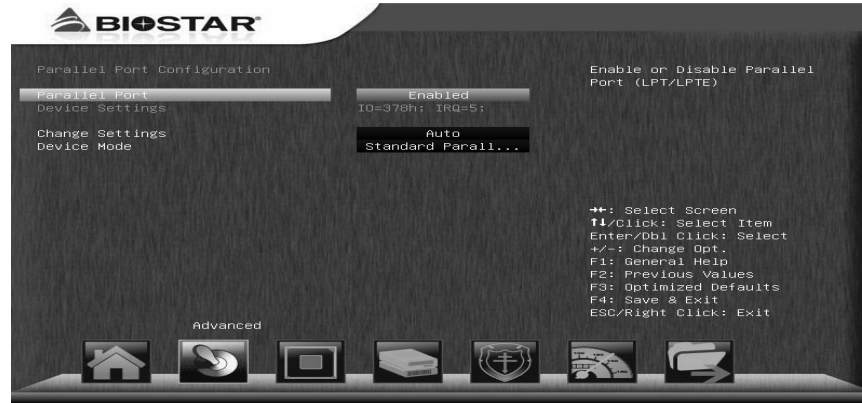 BIOSTAR®
Parallel Port Configuration
Parallel Port Enabled
Device Settings IO=378h; IRQ=5;
Change Settings Auto
Device Mode Standard Parall...
Enable or Disable Parallel
Port (LPT/LPTE)
→←: Select Screen
↑↓/Click: Select Item
Enter/Dbl Click: Select
+/-: Change Opt.
F1: General Help
F2: Previous Values
F3: Optimized Defaults
F4: Save & Exit
ESC/Right Click: Exit
Advanced